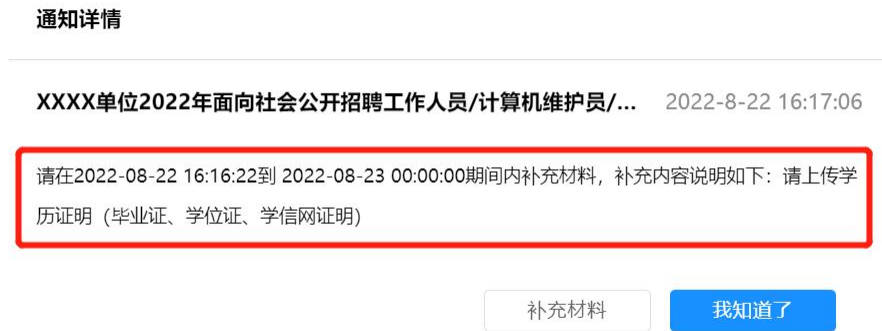 通知详情
XXXX单位2022年面向社会公开招聘工作人员/计算机维护员/... 2022-8-22 16:17:06
请在2022-08-22 16:16:22到 2022-08-23 00:00:00期间内补充材料，补充内容说明如下：请上传学
历证明（毕业证、学位证、学信网证明）
补充材料 我知道了